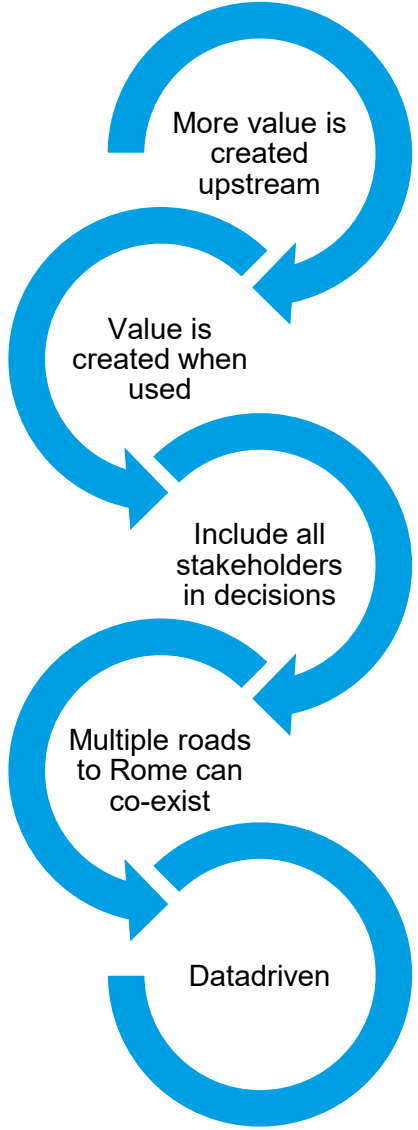 More value is
created
upstream
Value is
created when
used
Include all
stakeholders
in decisions
Multiple roads
to Rome can
co-exist
Datadriven